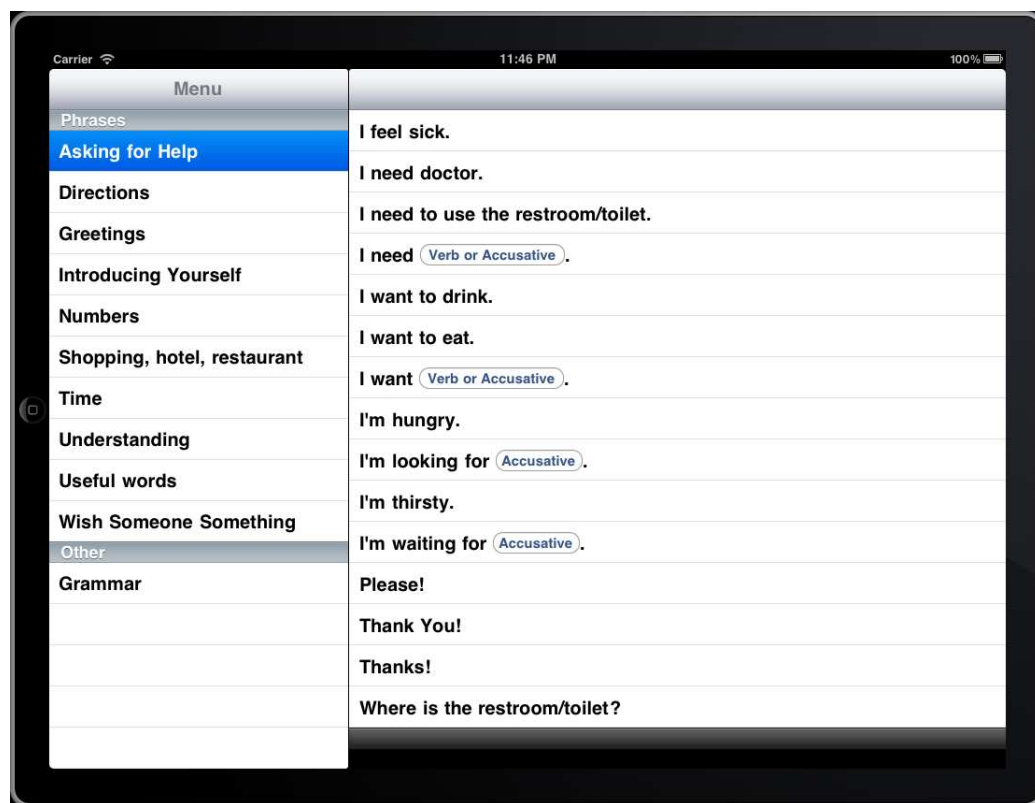 Carrier 11:46 PM 100%
Menu
Phrases
Asking for Help
Directions
Greetings
Introducing Yourself
Numbers
Shopping, hotel, restaurant
Time
Understanding
Useful words
Wish Someone Something
Other
Grammar
I feel sick.
I need doctor.
I need to use the restroom/toilet.
I need Verb or Accusative.
I want to drink.
I want to eat.
I want Verb or Accusative.
I'm hungry.
I'm looking for Accusative.
I'm thirsty.
I'm waiting for Accusative.
Please!
Thank You!
Thanks!
Where is the restroom/toilet?